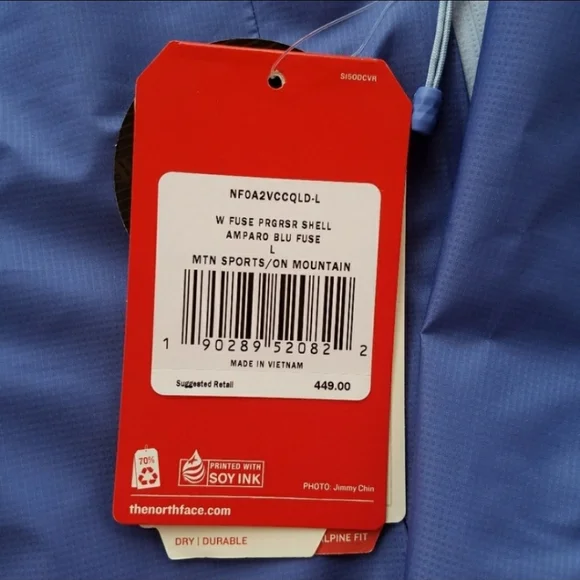 SI50DCVR
NF0A2VCCQLD-L
W FUSE PRGRSR SHELL
AMPARO BLU FUSE
L
MTN SPORTS/ON MOUNTAIN
1 90289 52082 2
MADE IN VIETNAM
Suggested Retail 449.00
70%
PRINTED WITH
SOY INK
PHOTO: Jimmy Chin
thenorthface.com
DRY | DURABLE
LPINE FIT